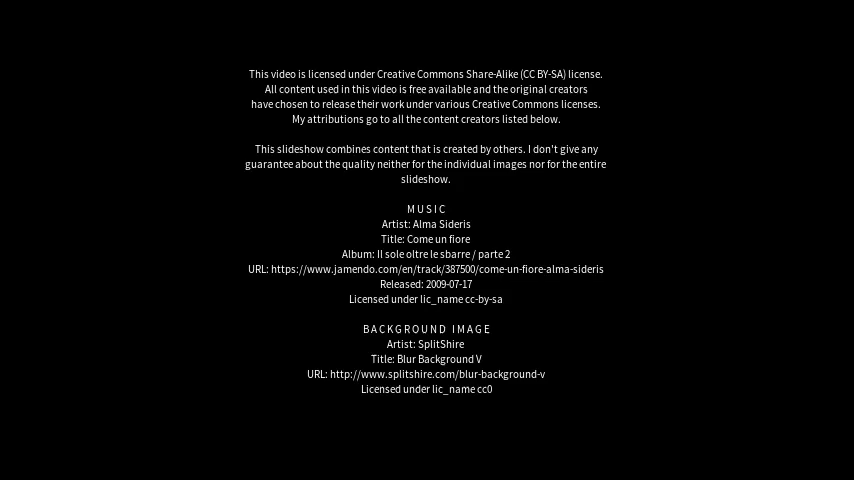 This video is licensed under Creative Commons Share-Alike (CC BY-SA) license.
All content used in this video is free available and the original creators
have chosen to release their work under various Creative Commons licenses.
My attributions go to all the content creators listed below.
This slideshow combines content that is created by others. I don't give any
guarantee about the quality neither for the individual images nor for the entire
slideshow.
MUSIC
Artist: Alma Sideris
Title: Come un fiore
Album: Il sole oltre le sbarre / parte 2
URL: https://www.jamendo.com/en/track/387500/come-un-fiore-alma-sideris
Released: 2009-07-17
Licensed under lic_name cc-by-sa
BACKGROUND IMAGE
Artist: SplitShire
Title: Blur Background V
URL: http://www.splitshire.com/blur-background-v
Licensed under lic_name cc0